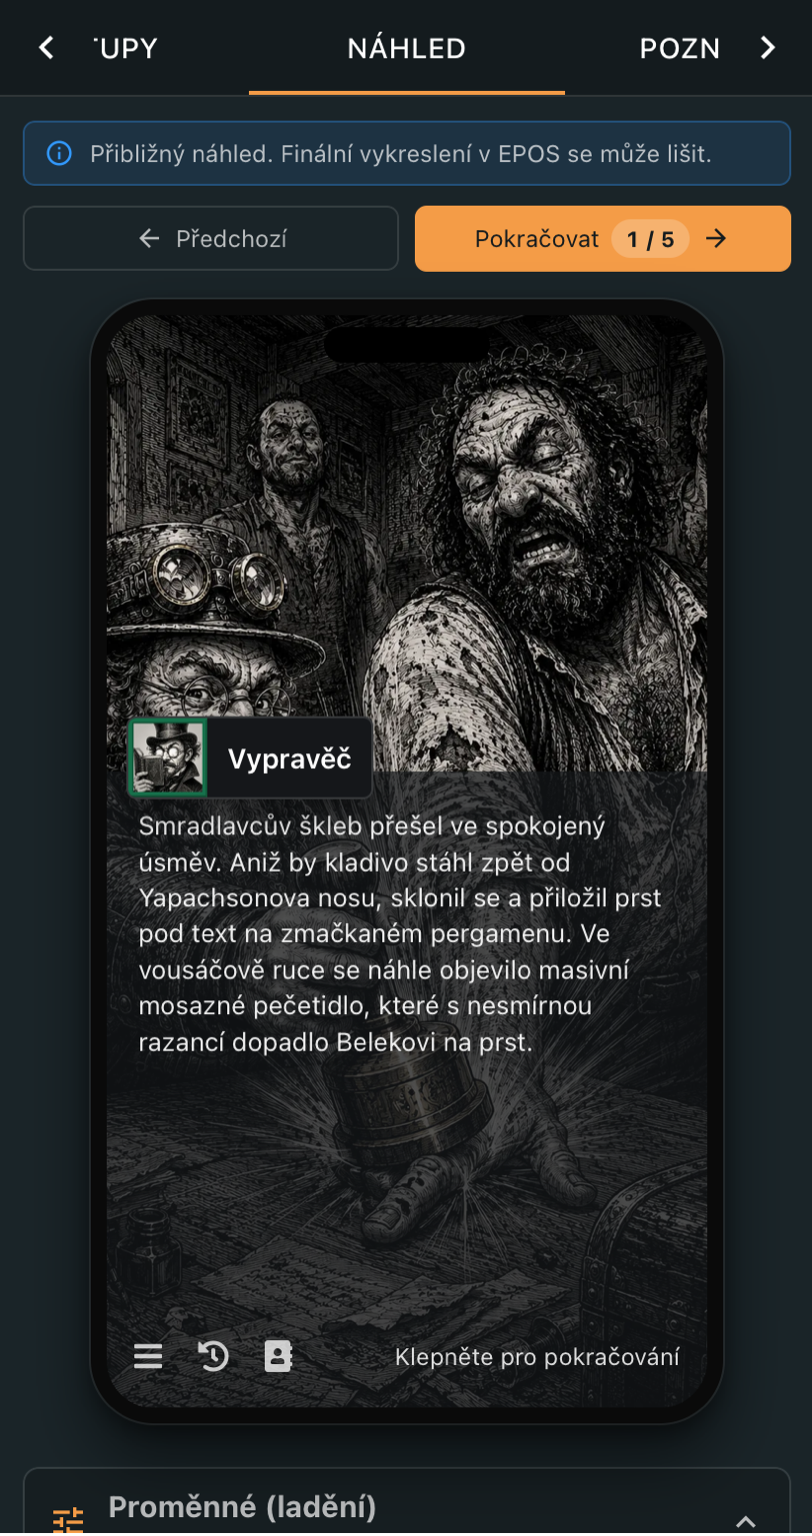 TUPY
NÁHLED
POZN
Přibližný náhled. Finální vykreslení v EPOS se může lišit.
Předchozí
Pokračovat 1 / 5
Vypravěč
Smradlavcův škleb přešel ve spokojený
úsměv. Aniž by kladivo stáhl zpět od
Yapachsonova nosu, sklonil se a přiložil prst
pod text na zmačkaném pergamenu. Ve
vousáčově ruce se náhle objevilo masivní
mosazné pečetidlo, které s nesmírnou
razancí dopadlo Belekovi na prst.
Klepněte pro pokračování
Proměnné (ladění)